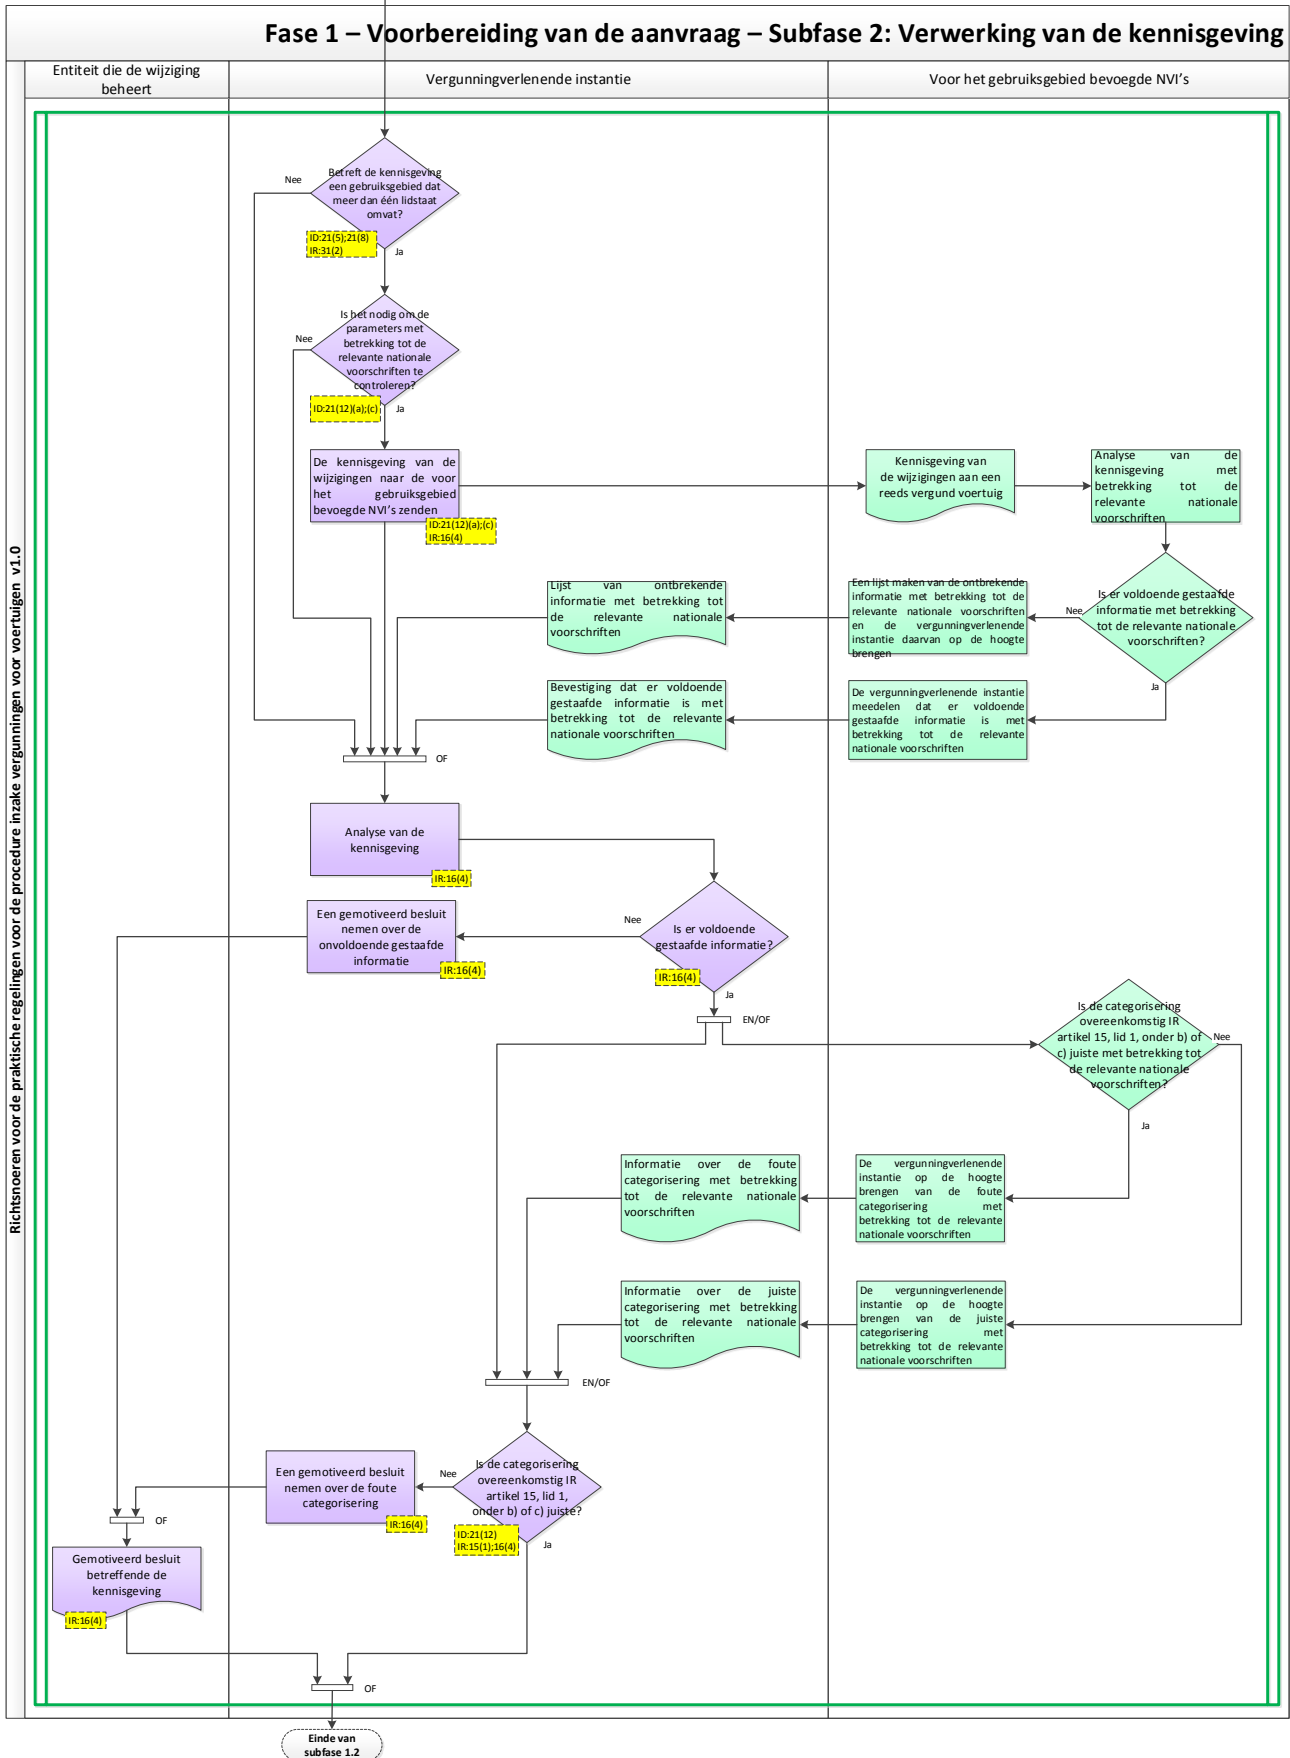 Fase 1 – Voorbereiding van de aanvraag – Subfase 2: Verwerking van de kennisgeving
Entiteit die de wijziging
beheert
Vergunningverlenende instantie
Voor het gebruiksgebied bevoegde NVI's
Richtsnoeren voor de praktische regelingen voor de procedure inzake vergunningen voor voertuigen v1.0
Betreft de kennisgeving
een gebruiksgebied dat
meer dan één lidstaat
omvat?
Nee
ID:21(5);21(8)
IR:31(2)
Ja
Is het nodig om de
parameters met
betrekking tot de
relevante nationale
voorschriften te
controleren?
Nee
ID:21(12)(a);(c)
Ja
De kennisgeving van de
wijzigingen naar de voor
het gebruiksgebied
bevoegde NVI's zenden
ID:21(12)(a);(c)
IR:16(4)
Kennisgeving van
de wijzigingen aan een
reeds vergund voertuig
Analyse van de
kennisgeving met
betrekking tot de
relevante nationale
voorschriften
Is er voldoende gestaafde
informatie met betrekking
tot de relevante nationale
voorschriften?
Nee
Ja
Een lijst maken van de ontbrekende
informatie met betrekking tot de
relevante nationale voorschriften
en de vergunningverlenende
instantie daarvan op de hoogte
brengen
Lijst van ontbrekende
informatie met betrekking tot
de relevante nationale
voorschriften
De vergunningverlenende instantie
meedelen dat er voldoende
gestaafde informatie is met
betrekking tot de relevante
nationale voorschriften
Bevestiging dat er voldoende
gestaafde informatie is met
betrekking tot de relevante
nationale voorschriften
OF
Analyse van de
kennisgeving
IR:16(4)
Is er voldoende
gestaafde informatie?
Nee
IR:16(4)
Ja
Een gemotiveerd besluit
nemen over de
onvoldoende gestaafde
informatie
IR:16(4)
EN/OF
Is de categorisering
overeenkomstig IR
artikel 15, lid 1, onder b) of
c) juiste met betrekking tot
de relevante nationale
voorschriften?
Nee
Ja
De vergunningverlenende
instantie op de hoogte
brengen van de foute
categorisering met
betrekking tot de relevante
nationale voorschriften
Informatie over de foute
categorisering met betrekking
tot de relevante nationale
voorschriften
De vergunningverlenende
instantie op de hoogte
brengen van de juiste
categorisering met
betrekking tot de relevante
nationale voorschriften
Informatie over de juiste
categorisering met betrekking
tot de relevante nationale
voorschriften
EN/OF
Is de categorisering
overeenkomstig IR
artikel 15, lid 1,
onder b) of c) juiste?
Nee
ID:21(12)
IR:15(1);16(4)
Ja
Een gemotiveerd besluit
nemen over de foute
categorisering
IR:16(4)
OF
Gemotiveerd besluit
betreffende de
kennisgeving
IR:16(4)
OF
Einde van
subfase 1.2